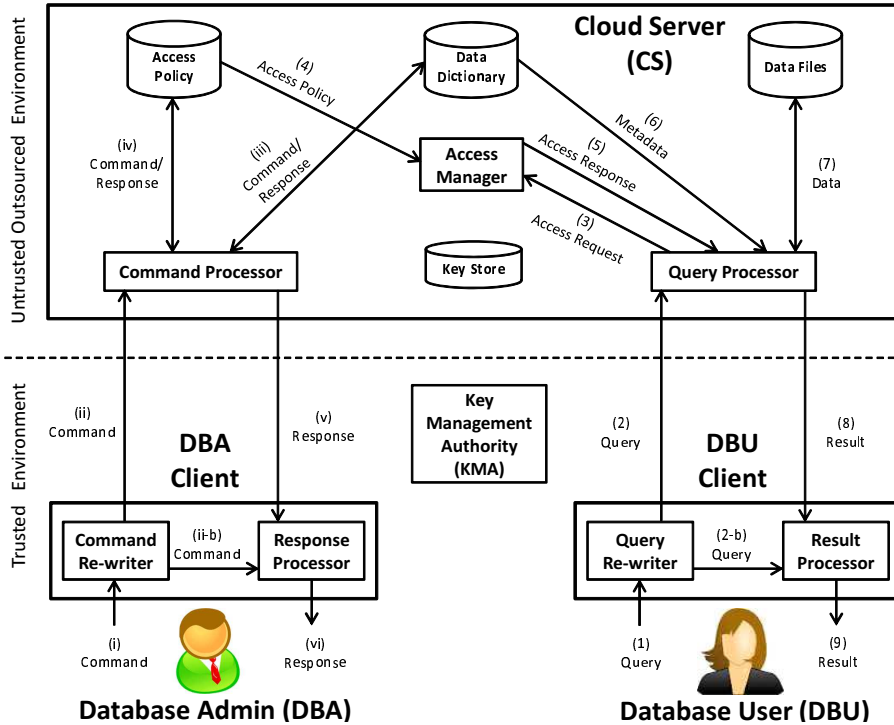 Untrusted Outsourced Environment
Cloud Server
(CS)
Access
Policy
Data
Dictionary
Data Files
(4)
Access Policy
(iv)
Command/
Response
(iii)
Command/
Response
Access
Manager
(5)
Access Response
(6)
Metadata
(7)
Data
(3)
Access Request
Command Processor
Key Store
Query Processor
Trusted Environment
(ii)
Command
(v)
Response
DBA
Client
Key
Management
Authority
(KMA)
(2)
Query
DBU
Client
(8)
Result
Command
Re-writer
(ii-b)
Command
Response
Processor
Query
Re-writer
(2-b)
Query
Result
Processor
(i)
Command
(vi)
Response
(1)
Query
(9)
Result
Database Admin (DBA)
Database User (DBU)